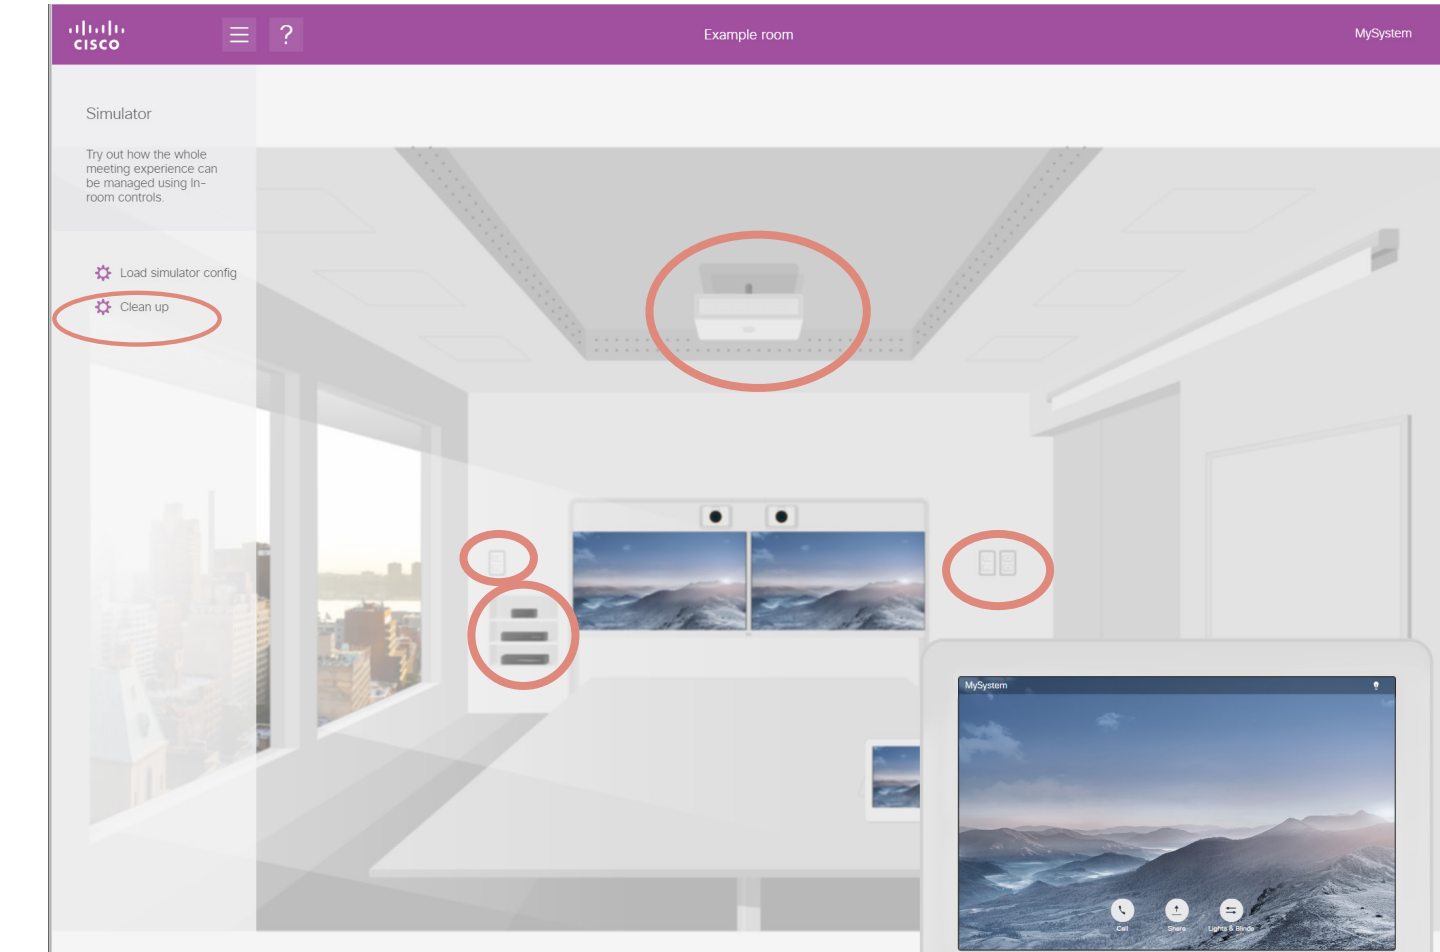 CISCO
?
Example room
MySystem
Simulator
Try out how the whole
meeting experience can
be managed using In-
room controls.
Load simulator config
Clean up
MySystem
Call
Share
Lights & Blinds